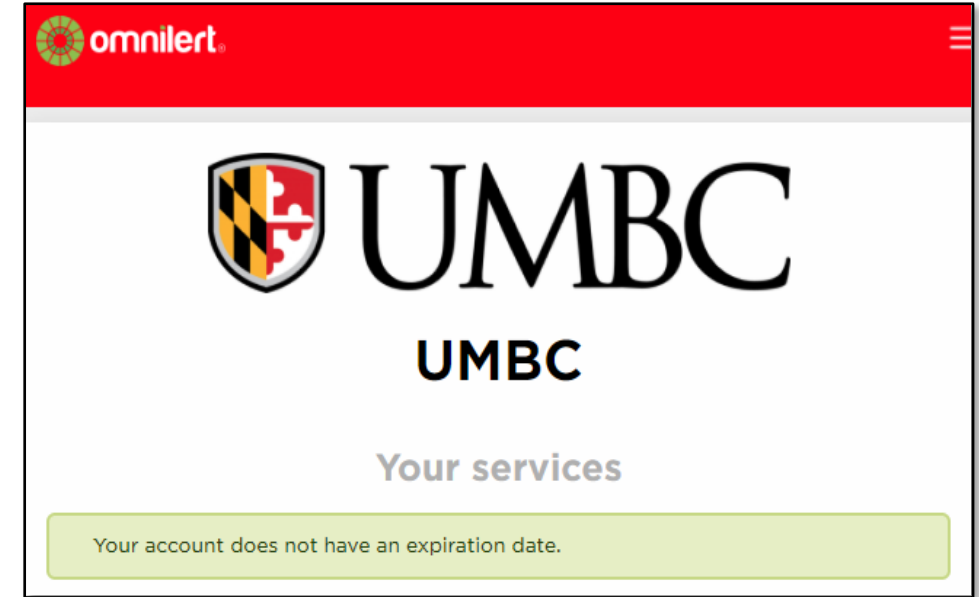 omnilert®
UMBC
UMBC
Your services
Your account does not have an expiration date.